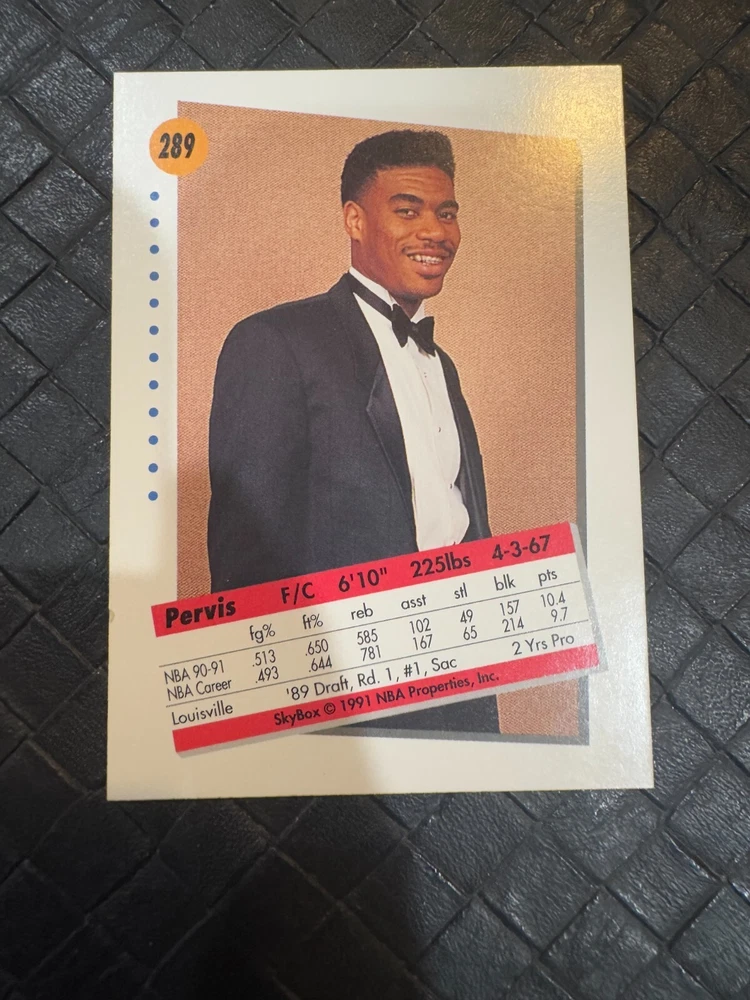 289
Pervis F/C 6'10" 225lbs 4-3-67
fg% ft% reb asst stl blk pts
NBA 90-91 .513 .650 585 102 49 157 10.4
NBA Career .493 .644 781 167 65 214 9.7
Louisville '89 Draft, Rd. 1, #1, Sac 2 Yrs Pro
SkyBox © 1991 NBA Properties, Inc.